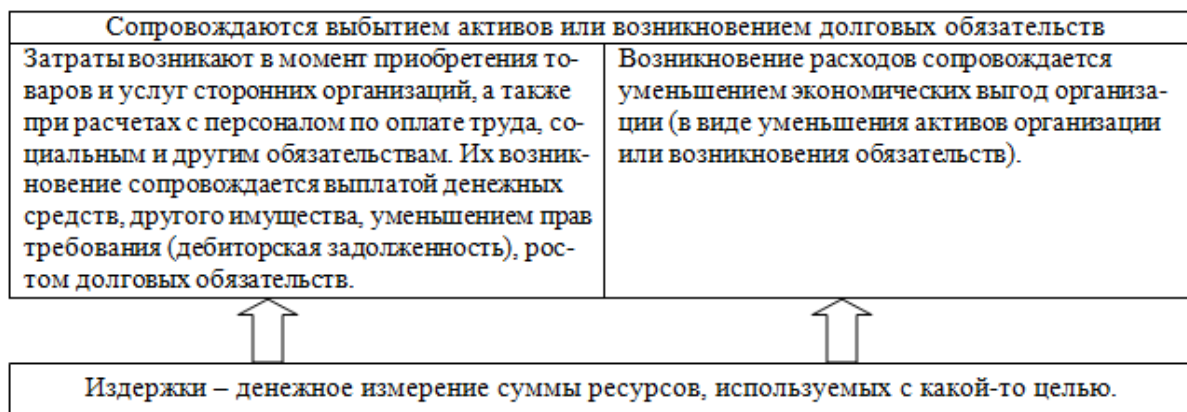 Сопровождаются выбытием активов или возникновением долговых обязательств
Затраты возникают в момент приобретения то-
варов и услуг сторонних организаций, а также
при расчетах с персоналом по оплате труда, со-
циальным и другим обязательствам. Их возник-
новение сопровождается выплатой денежных
средств, другого имущества, уменьшением прав
требования (дебиторская задолженность), рос-
том долговых обязательств.
Возникновение расходов сопровождается
уменьшением экономических выгод организа-
ции (в виде уменьшения активов организации
или возникновения обязательств).
Издержки – денежное измерение суммы ресурсов, используемых с какой-то целью.